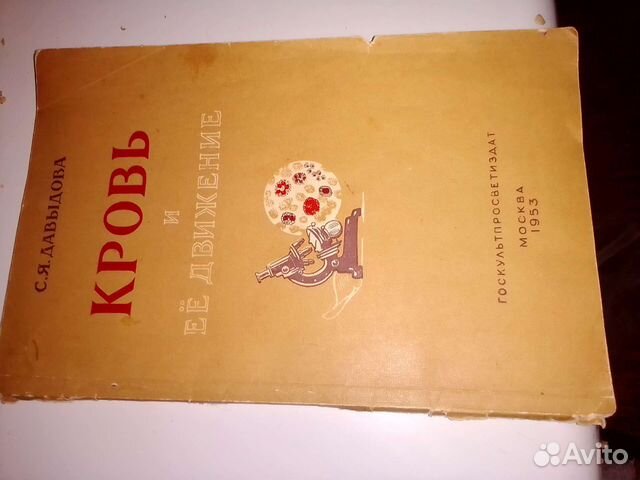 С.Я.ДАВЫДОВА
КРОВЬ
И
ЕЁ ДВИЖЕНИЕ
ГОСКУЛЬТПРОСВЕТИЗДАТ
МОСКВА
1953
Avito